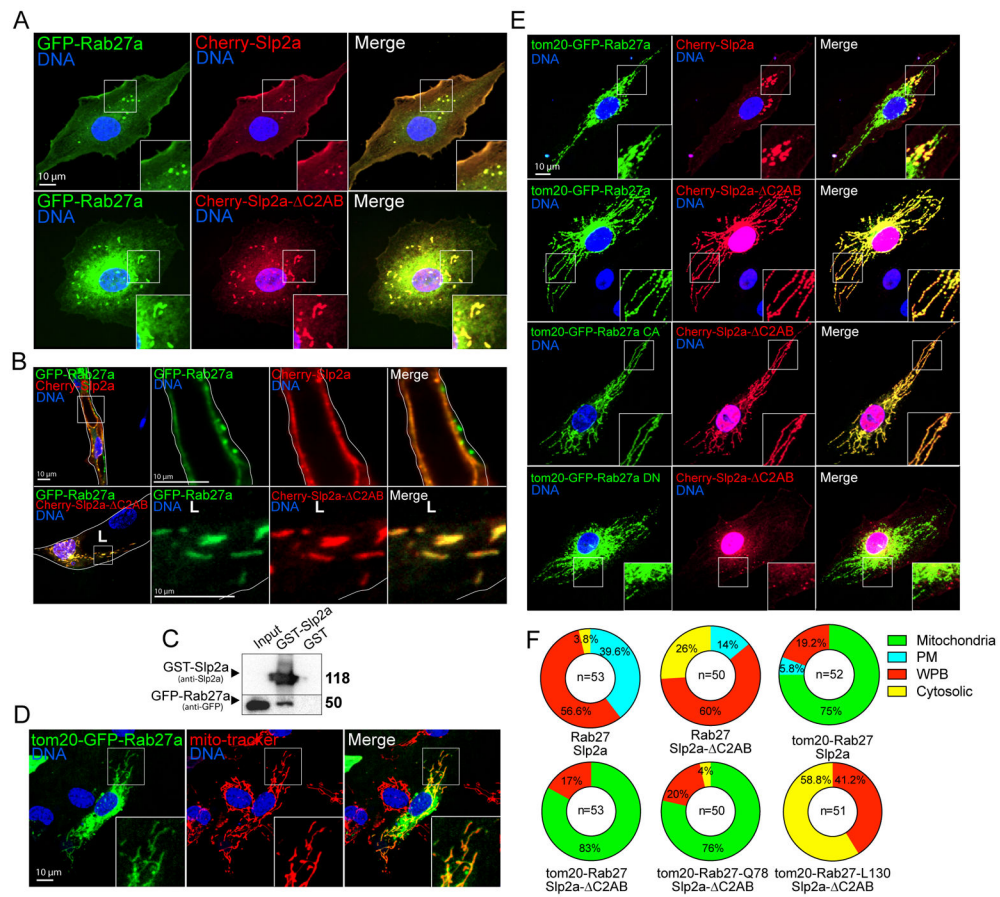 A
GFP-Rab27a
DNA
Cherry-Slp2a
DNA
Merge
10 µm
GFP-Rab27a
DNA
Cherry-Slp2a-ΔC2AB
DNA
Merge
B
GFP-Rab27a
Cherry-Slp2a
DNA
10 µm
GFP-Rab27a
DNA
10 µm
Cherry-Slp2a
DNA
Merge
GFP-Rab27a
Cherry-Slp2a-ΔC2AB
DNA
L
10 µm
GFP-Rab27a
DNA
L
10 µm
Cherry-Slp2a-ΔC2AB
DNA
L
Merge
L
C
Input
GST-Slp2a
GST
GST-Slp2a
(anti-Slp2a)
118
GFP-Rab27a
(anti-GFP)
50
D
tom20-GFP-Rab27a
DNA
mito-tracker
DNA
Merge
10 µm
E
tom20-GFP-Rab27a
DNA
Cherry-Slp2a
DNA
Merge
10 µm
tom20-GFP-Rab27a
DNA
Cherry-Slp2a-ΔC2AB
DNA
Merge
tom20-GFP-Rab27a CA
DNA
Cherry-Slp2a-ΔC2AB
DNA
Merge
tom20-GFP-Rab27a DN
DNA
Cherry-Slp2a-ΔC2AB
DNA
Merge
F
3.8%
39.6%
n=53
56.6%
Rab27
Slp2a
26%
14%
n=50
60%
Rab27
Slp2a-ΔC2AB
19.2%
5.8%
n=52
75%
tom20-Rab27
Slp2a
Mitochondria
PM
WPB
Cytosolic
17%
n=53
83%
tom20-Rab27
Slp2a-ΔC2AB
4%
20%
n=50
76%
tom20-Rab27-Q78
Slp2a-ΔC2AB
58.8%
41.2%
n=51
tom20-Rab27-L130
Slp2a-ΔC2AB